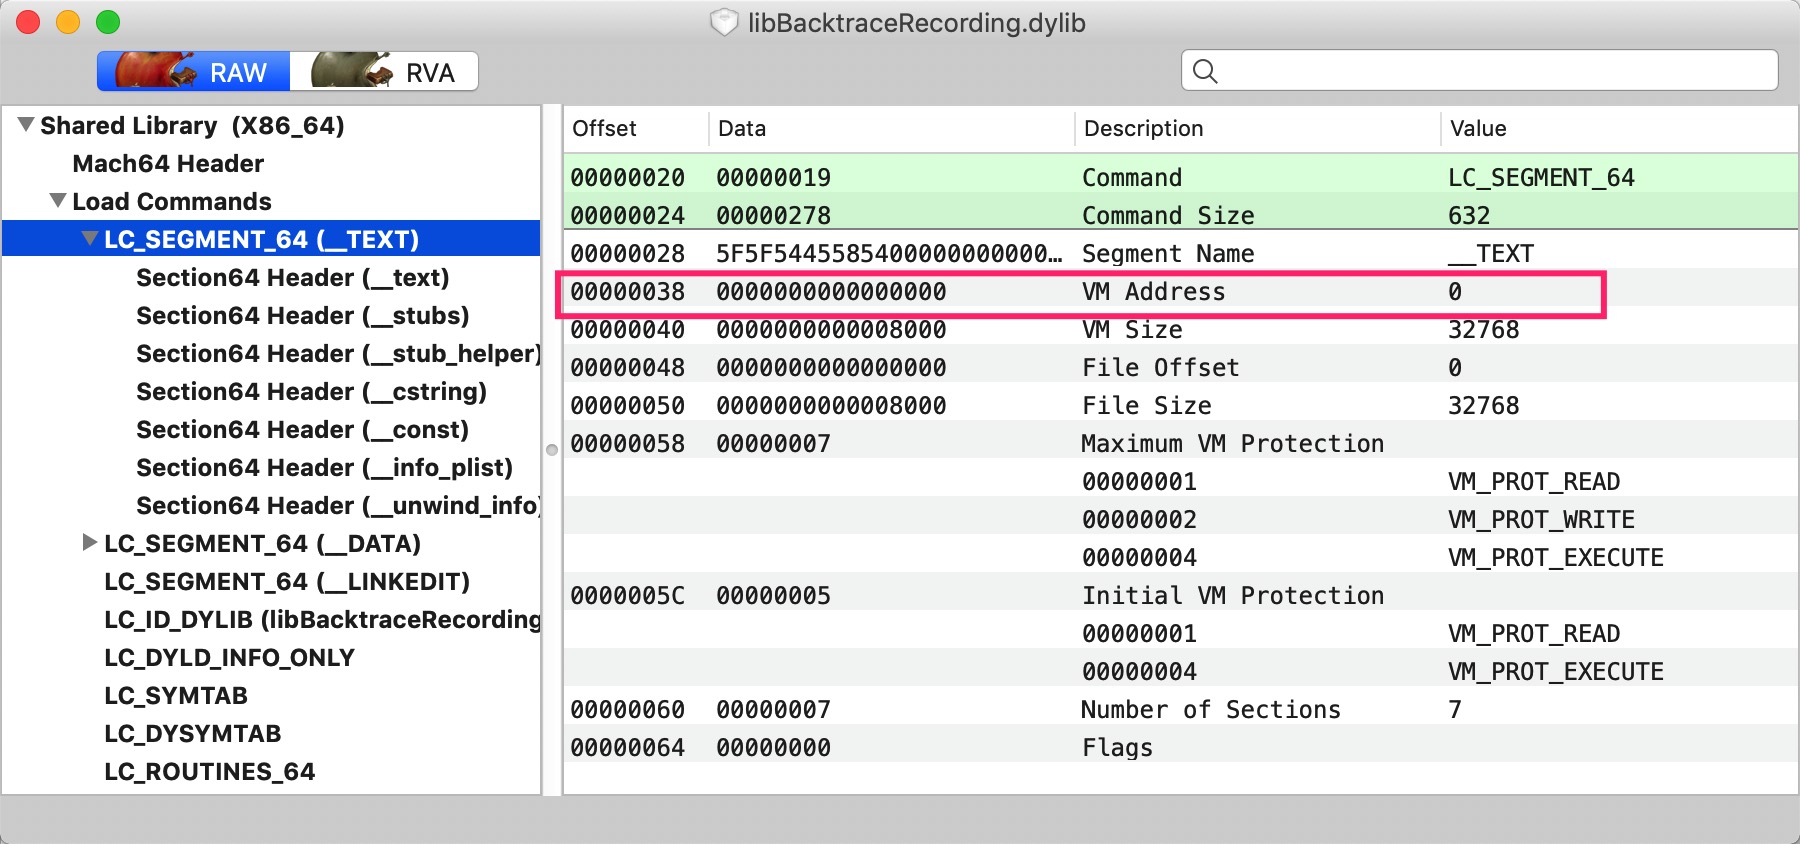 libBacktraceRecording.dylib
RAW RVA
Shared Library (X86_64)
Mach64 Header
Load Commands
LC_SEGMENT_64 (__TEXT)
Section64 Header (__text)
Section64 Header (__stubs)
Section64 Header (__stub_helper)
Section64 Header (__cstring)
Section64 Header (__const)
Section64 Header (__info_plist)
Section64 Header (__unwind_info)
LC_SEGMENT_64 (__DATA)
LC_SEGMENT_64 (__LINKEDIT)
LC_ID_DYLIB (libBacktraceRecording
LC_DYLD_INFO_ONLY
LC_SYMTAB
LC_DYSYMTAB
LC_ROUTINES_64
Offset Data Description Value
00000020 00000019 Command LC_SEGMENT_64
00000024 00000278 Command Size 632
00000028 5F5F5445585400000000000... Segment Name __TEXT
00000038 0000000000000000 VM Address 0
00000040 0000000000008000 VM Size 32768
00000048 0000000000000000 File Offset 0
00000050 0000000000008000 File Size 32768
00000058 00000007 Maximum VM Protection
00000001 VM_PROT_READ
00000002 VM_PROT_WRITE
00000004 VM_PROT_EXECUTE
0000005C 00000005 Initial VM Protection
00000001 VM_PROT_READ
00000004 VM_PROT_EXECUTE
00000060 00000007 Number of Sections 7
00000064 00000000 Flags